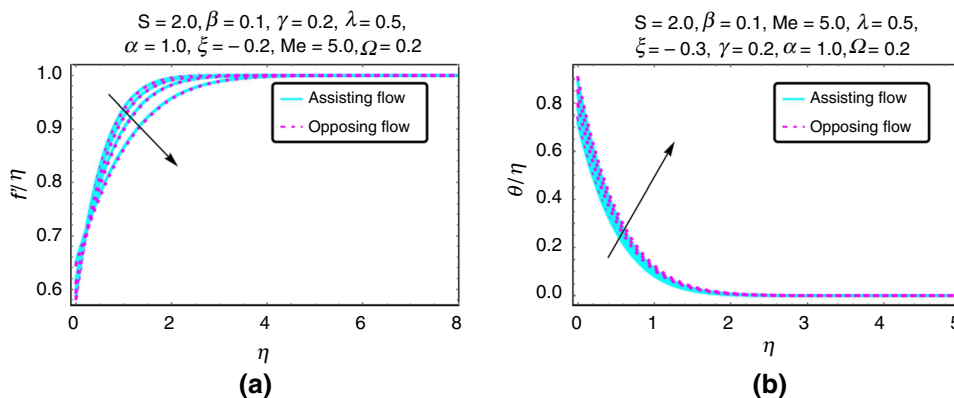 S = 2.0, β = 0.1, γ = 0.2, λ = 0.5,
α = 1.0, ξ = − 0.2, Me = 5.0, Ω = 0.2
1.0
0.9
0.8
0.7
0.6
f′/η
Assisting flow
Opposing flow
0 2 4 6 8
η
(a)
S = 2.0, β = 0.1, Me = 5.0, λ = 0.5,
ξ = − 0.3, γ = 0.2, α = 1.0, Ω = 0.2
0.8
0.6
0.4
0.2
0.0
θ/η
Assisting flow
Opposing flow
0 1 2 3 4 5
η
(b)